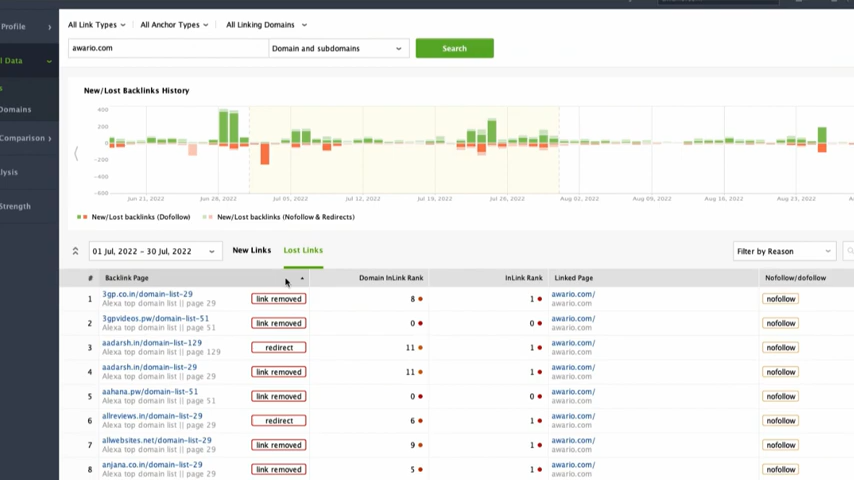 Profile
All Link Types
All Anchor Types
All Linking Domains
awario.com
Domain and subdomains
Search
l Data
s
Domains
Comparison
lysis
Strength
New/Lost Backlinks History
400
200
0
-200
-400
-600
Jun 21, 2022
Jun 28, 2022
Jul 05, 2022
Jul 12, 2022
Jul 19, 2022
Jul 26, 2022
Aug 02, 2022
Aug 09, 2022
Aug 16, 2022
Aug 23, 2022
New/Lost backlinks (Dofollow)
New/Lost backlinks (Nofollow & Redirects)
01 Jul, 2022 - 30 Jul, 2022
New Links
Lost Links
Filter by Reason
# Backlink Page Domain InLink Rank InLink Rank Linked Page Nofollow/dofollow
1 3gp.co.in/domain-list-29 link removed 8 1 awario.com/ nofollow
Alexa top domain list || page 29 awario.com
2 3gpvideos.pw/domain-list-51 link removed 0 0 awario.com/ nofollow
Alexa top domain list || page 51 awario.com
3 aadarsh.in/domain-list-129 redirect 11 1 awario.com/ nofollow
Alexa top domain list || page 129 awario.com
4 aadarsh.in/domain-list-29 link removed 11 1 awario.com/ nofollow
Alexa top domain list || page 29 awario.com
5 aahana.pw/domain-list-51 link removed 0 0 awario.com/ nofollow
Alexa top domain list || page 51 awario.com
6 allreviews.in/domain-list-29 redirect 6 1 awario.com/ nofollow
Alexa top domain list || page 29 awario.com
7 allwebsites.net/domain-list-29 link removed 9 1 awario.com/ nofollow
Alexa top domain list || page 29 awario.com
8 anjana.co.in/domain-list-29 link removed 5 1 awario.com/ nofollow
Alexa top domain list || page 29 awario.com